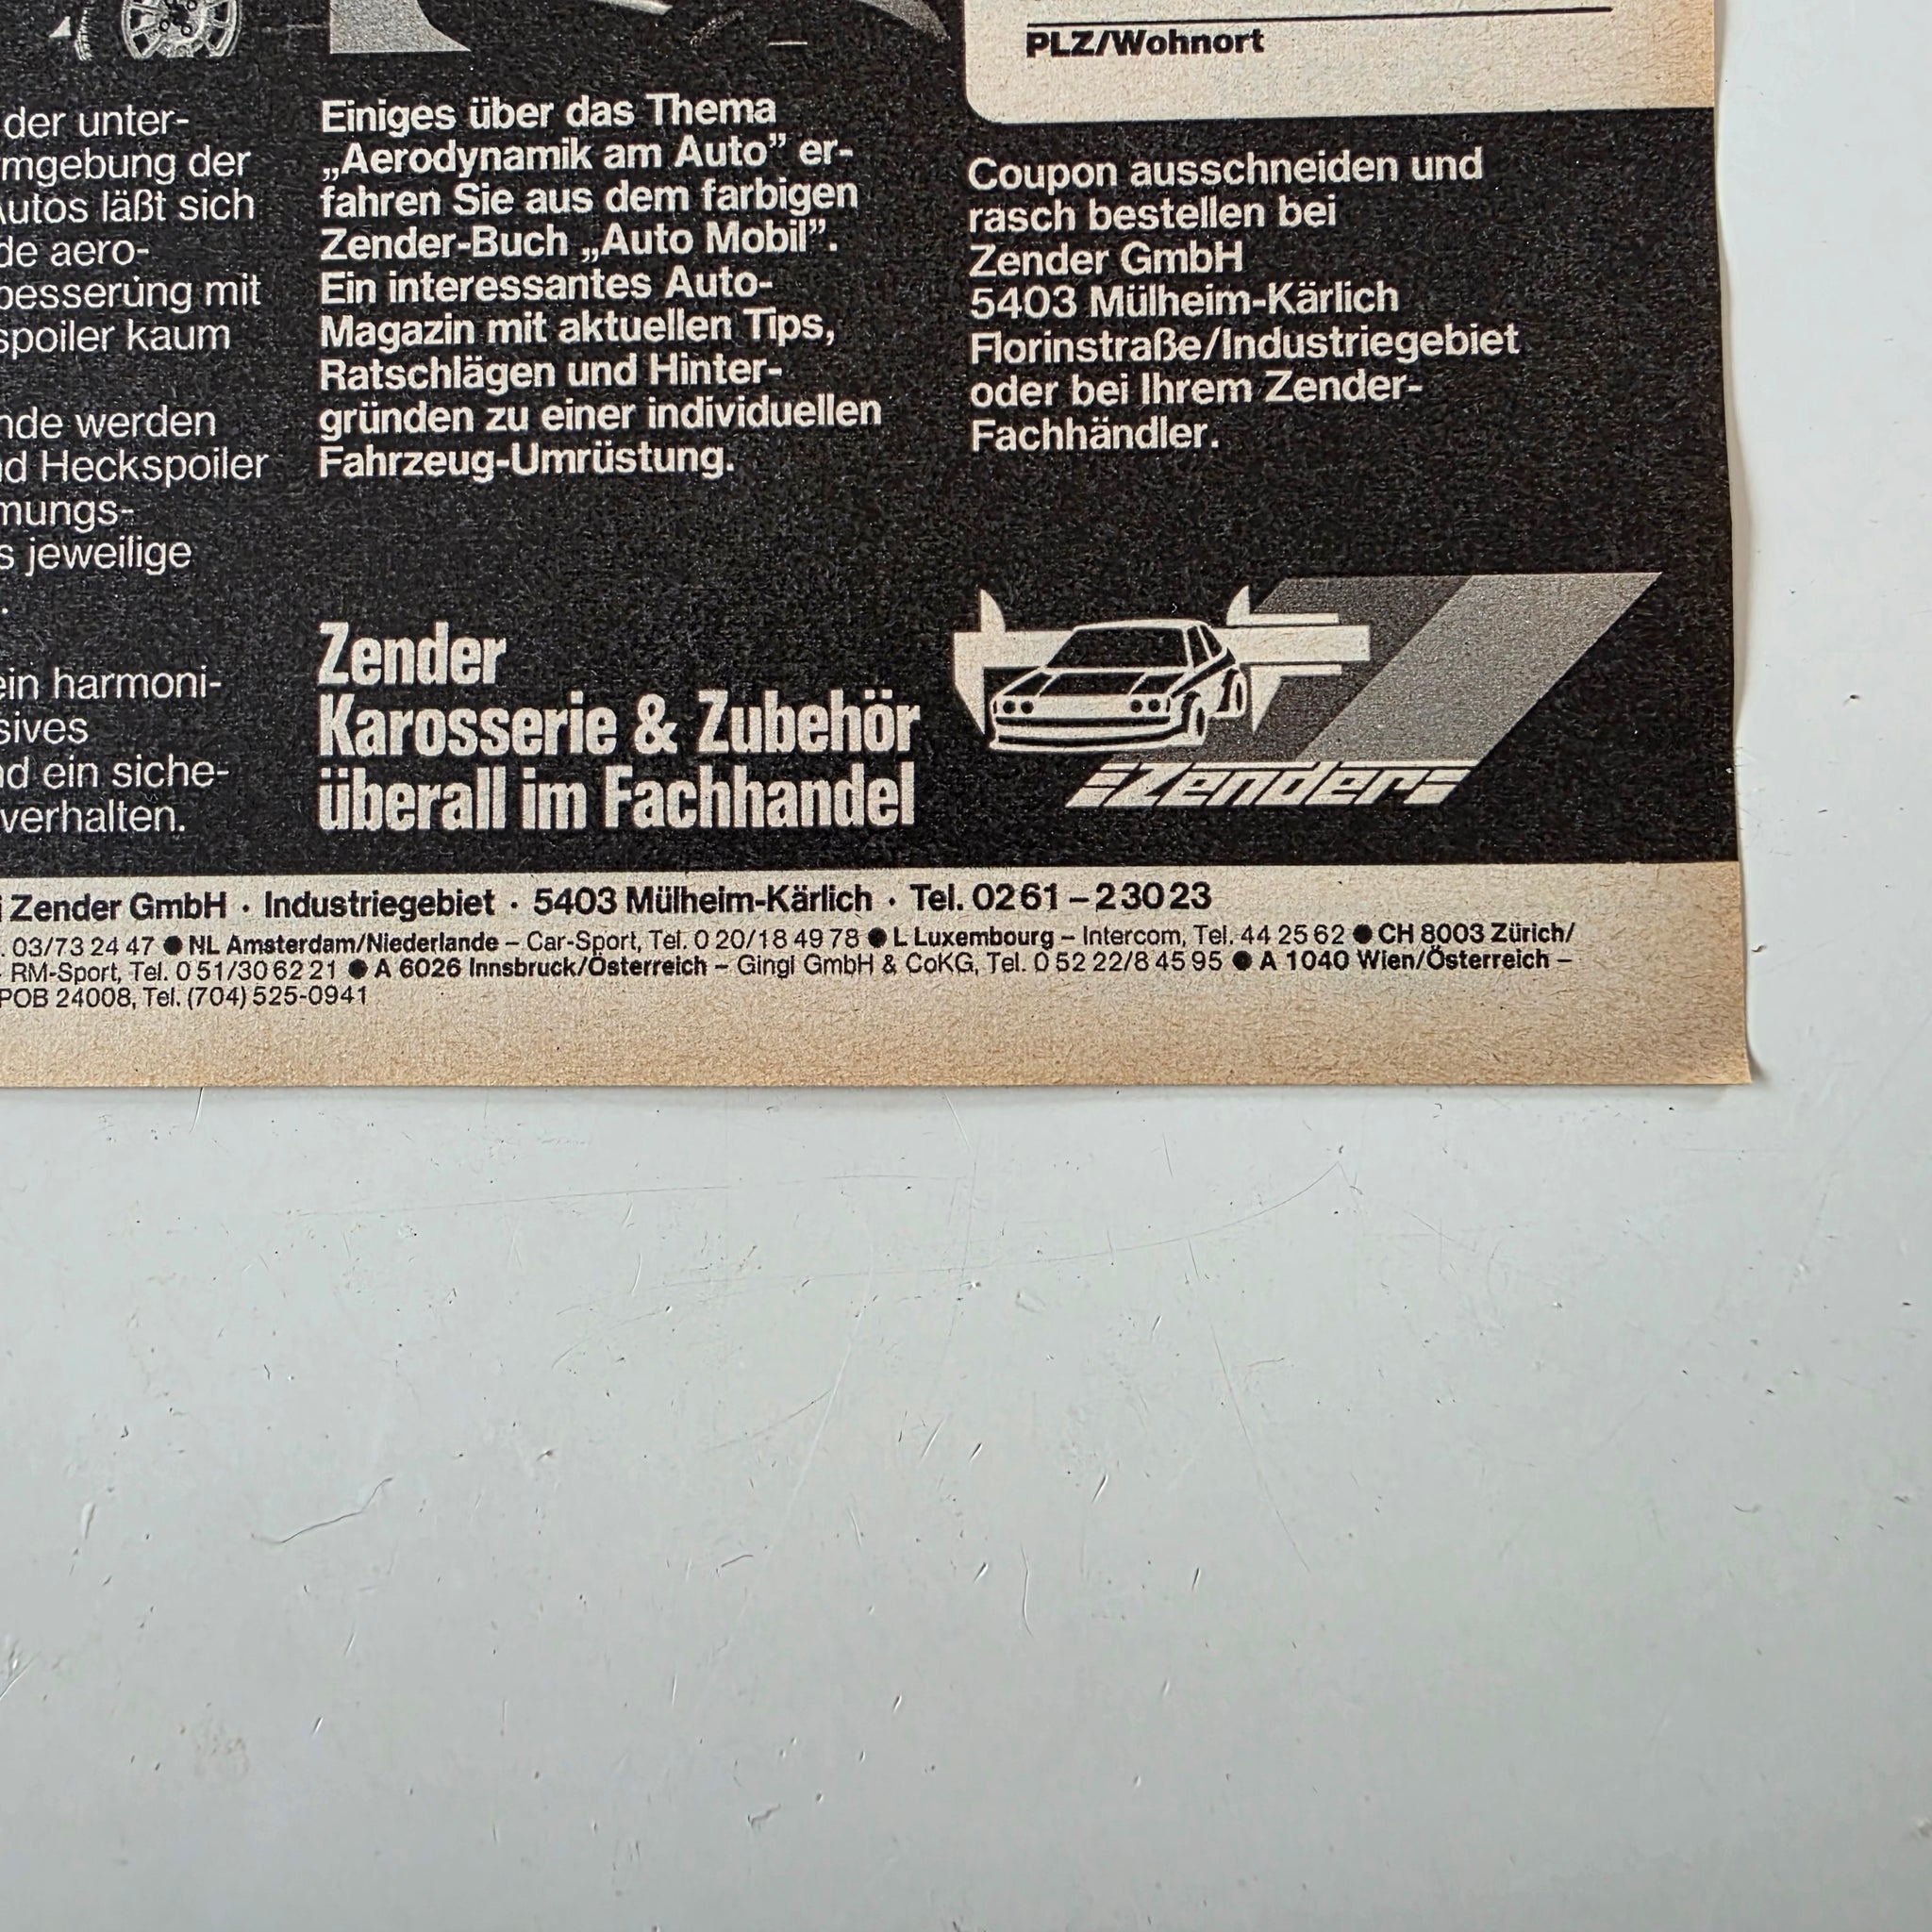 PLZ/Wohnort
der unter-
mgebung der
Autos läßt sich
de aero-
besserung mit
spoiler kaum
nde werden
nd Heckspoiler
mungs-
s jeweilige
.
ein harmoni-
sives
nd ein siche-
verhalten.
Einiges über das Thema
„Aerodynamik am Auto” er-
fahren Sie aus dem farbigen
Zender-Buch „Auto Mobil”.
Ein interessantes Auto-
Magazin mit aktuellen Tips,
Ratschlägen und Hinter-
gründen zu einer individuellen
Fahrzeug-Umrüstung.
Zender
Karosserie & Zubehör
überall im Fachhandel
Coupon ausschneiden und
rasch bestellen bei
Zender GmbH
5403 Mülheim-Kärlich
Florinstraße/Industriegebiet
oder bei Ihrem Zender-
Fachhändler.
Zender
i Zender GmbH · Industriegebiet · 5403 Mülheim-Kärlich · Tel. 02 61 – 2 30 23
. 03/73 24 47 ● NL Amsterdam/Niederlande – Car-Sport, Tel. 0 20/18 49 78 ● L Luxembourg – Intercom, Tel. 44 25 62 ● CH 8003 Zürich/
- RM-Sport, Tel. 0 51/30 62 21 ● A 6026 Innsbruck/Österreich – Gingl GmbH & CoKG, Tel. 0 52 22/8 45 95 ● A 1040 Wien/Österreich –
POB 24008, Tel. (704) 525-0941